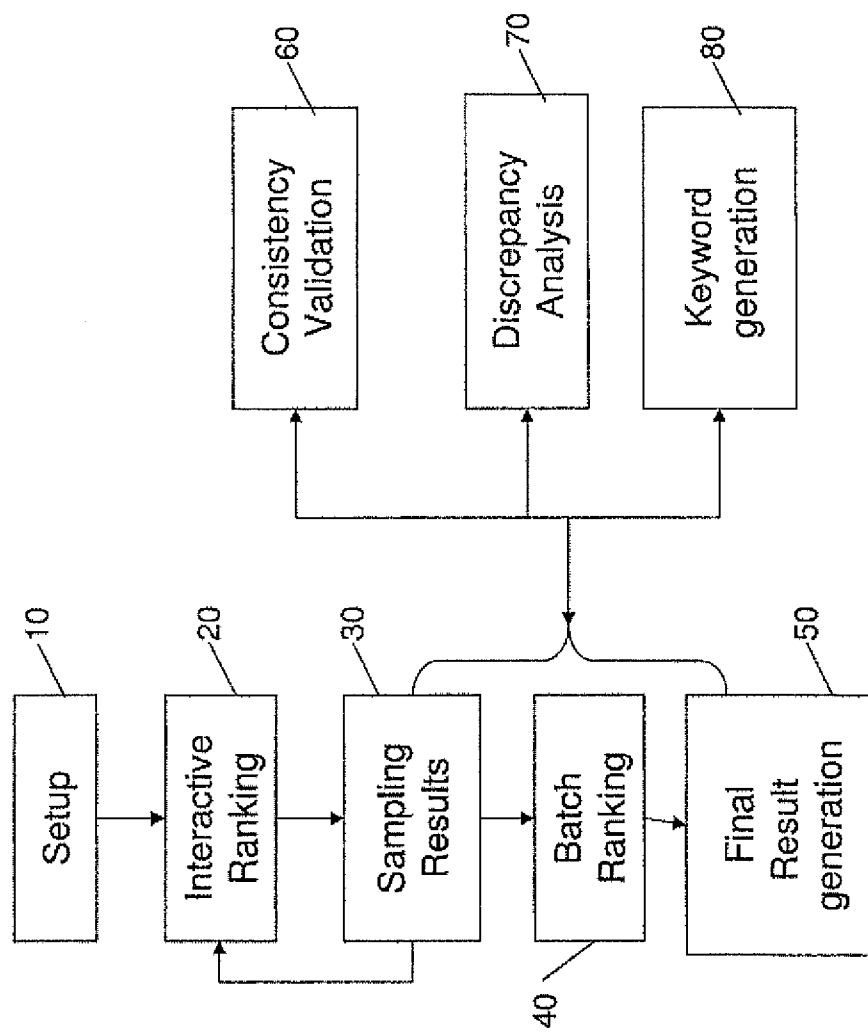 Setup
10
Interactive
Ranking
20
Sampling
Results
30
Batch
Ranking
40
Final
Result
generation
50
Consistency
Validation
60
Discrepancy
Analysis
70
Keyword
generation
80